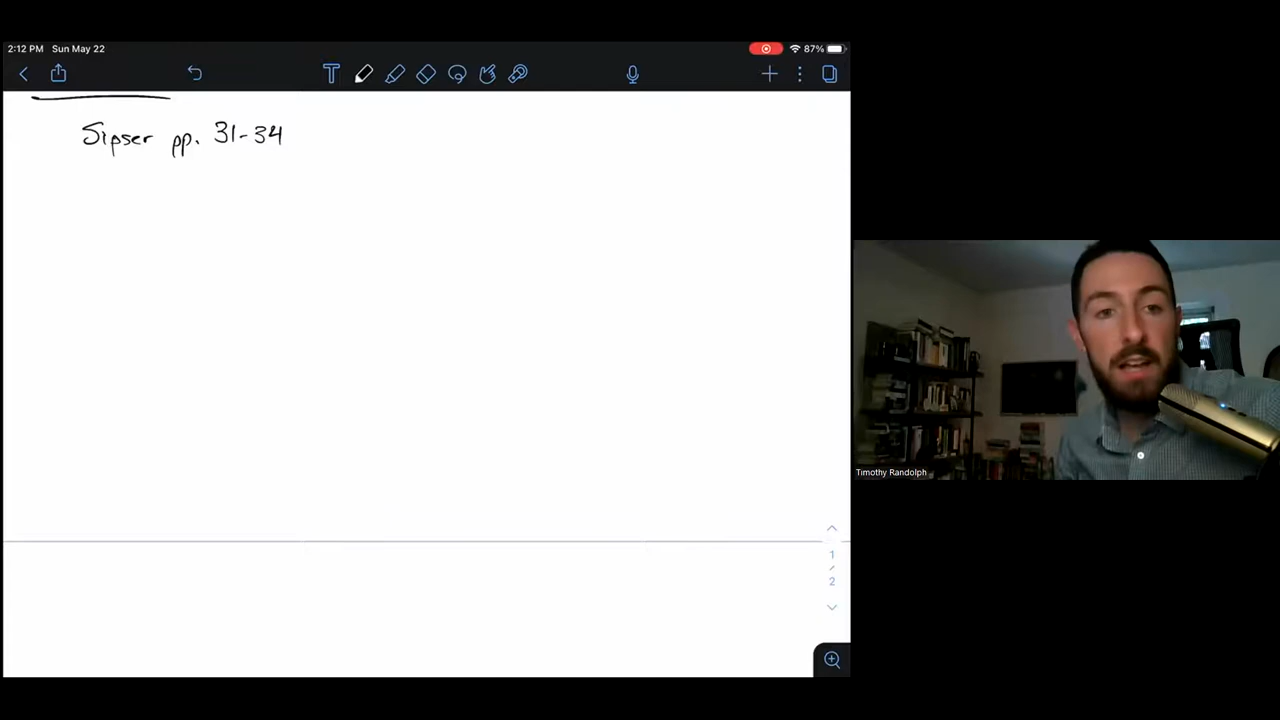 2:12 PM Sun May 22
87%
T
Sipser pp. 31-34
Timothy Randolph
1
2